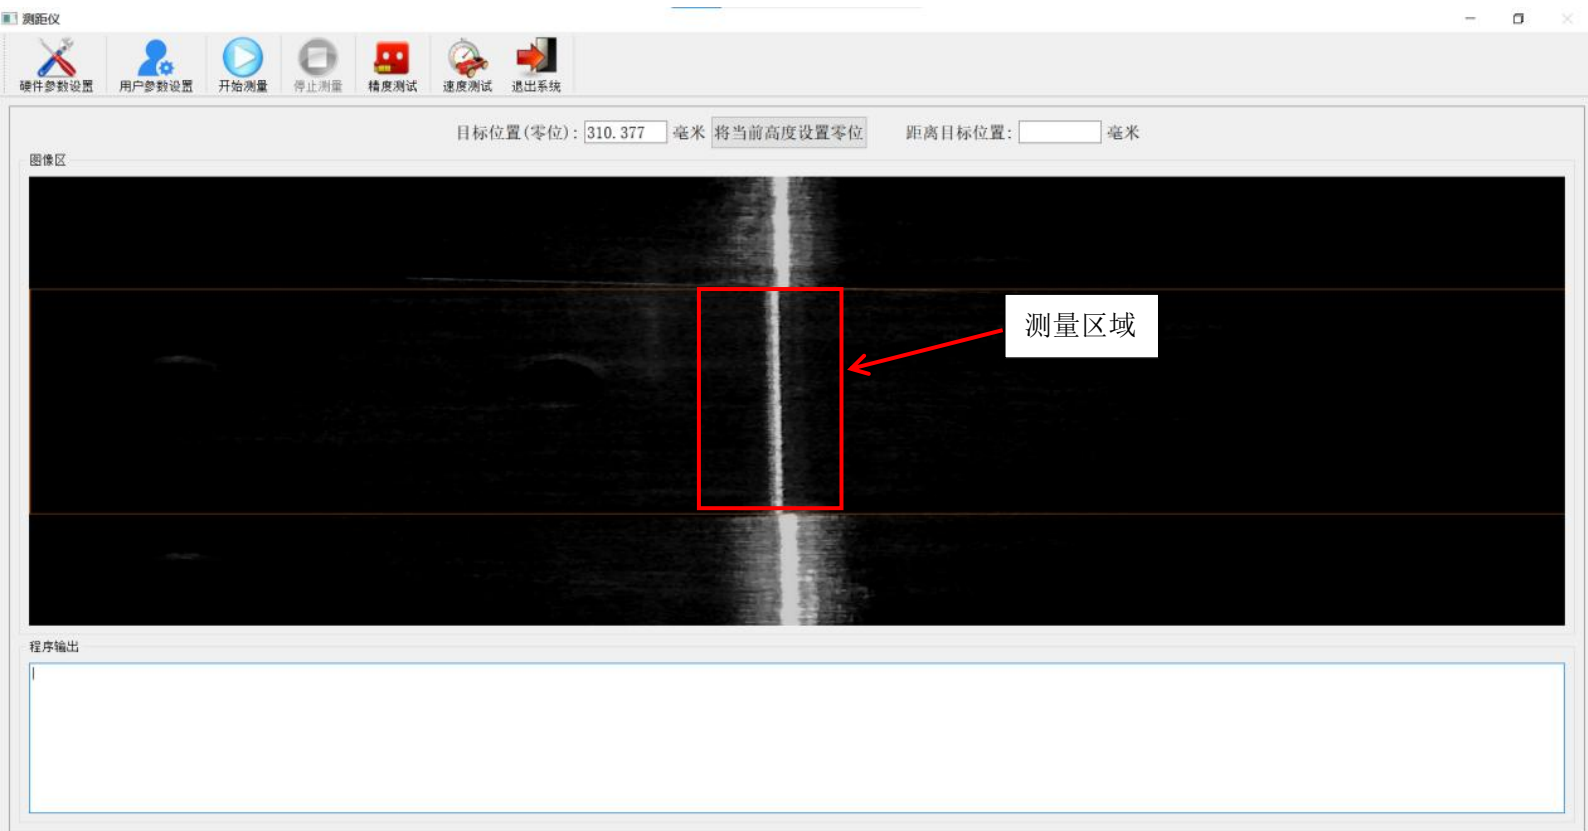 测距仪
硬件参数设置 用户参数设置 开始测量 停止测量 精度测试 速度测试 退出系统
目标位置(零位): 310.377 毫米 将当前高度设置零位 距离目标位置: 毫米
图像区
测量区域
程序输出